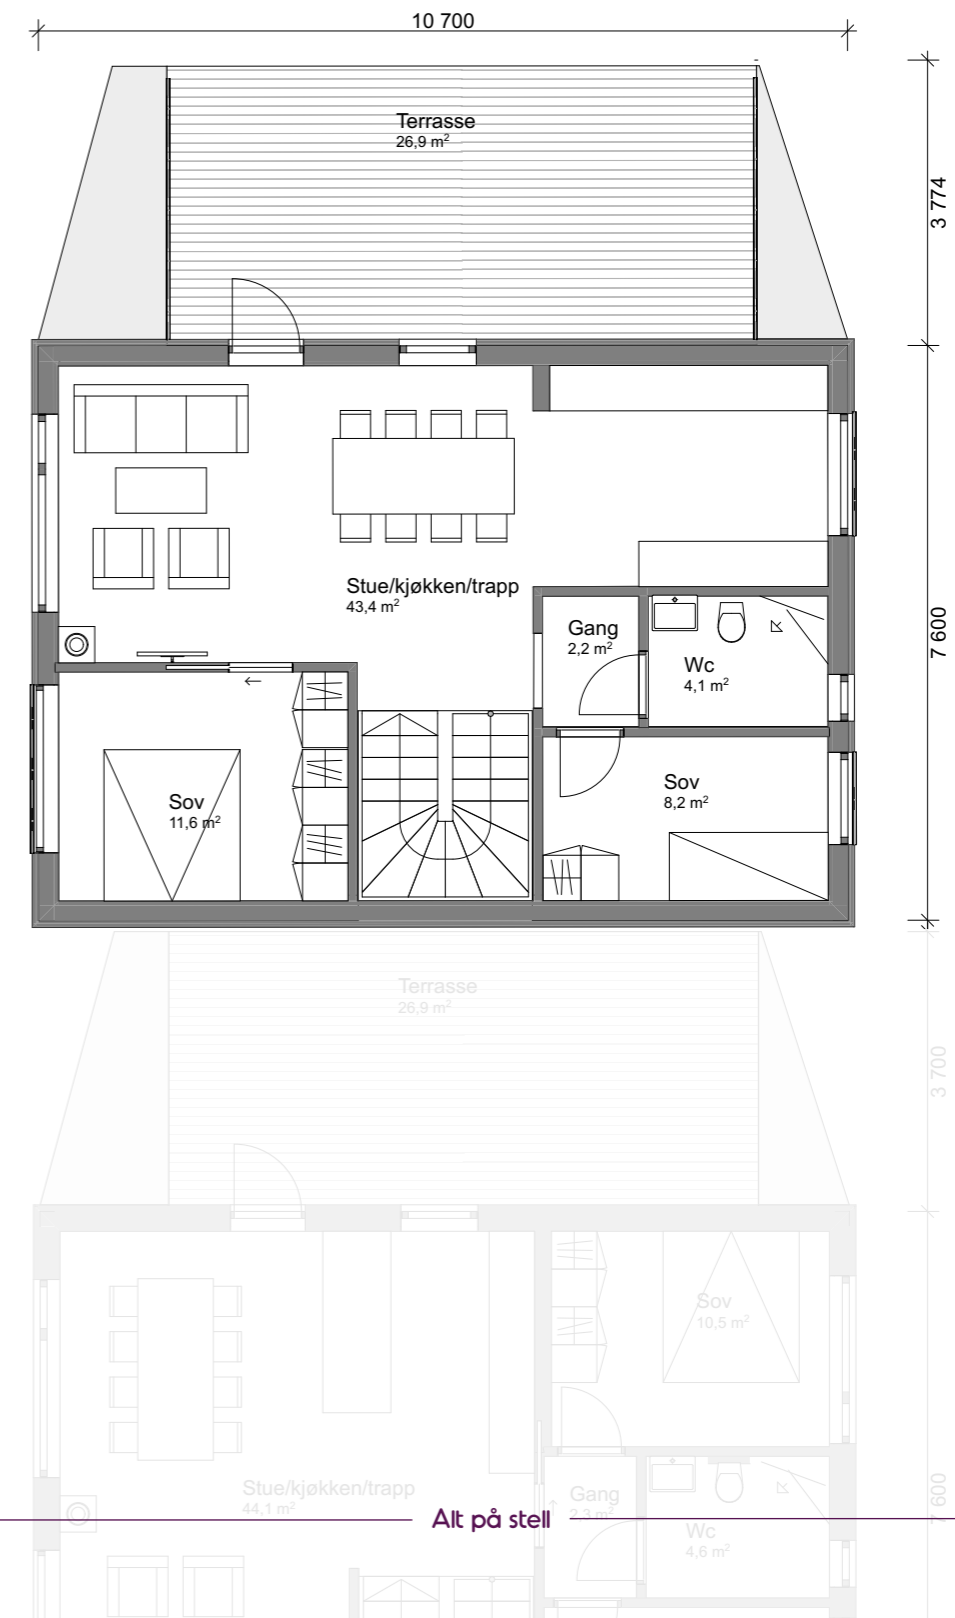 10 700
Terrasse
26,9 m²
3 774
Stue/kjøkken/trapp
43,4 m²
Gang
2,2 m²
Wc
4,1 m²
7 600
Sov
11,6 m²
Sov
8,2 m²
Terrasse
26,9 m²
3 700
Sov
10,5 m²
Stue/kjøkken/trapp
44,1 m²
Gang
2,3 m²
Alt på stell
Wc
4,6 m²
7 600